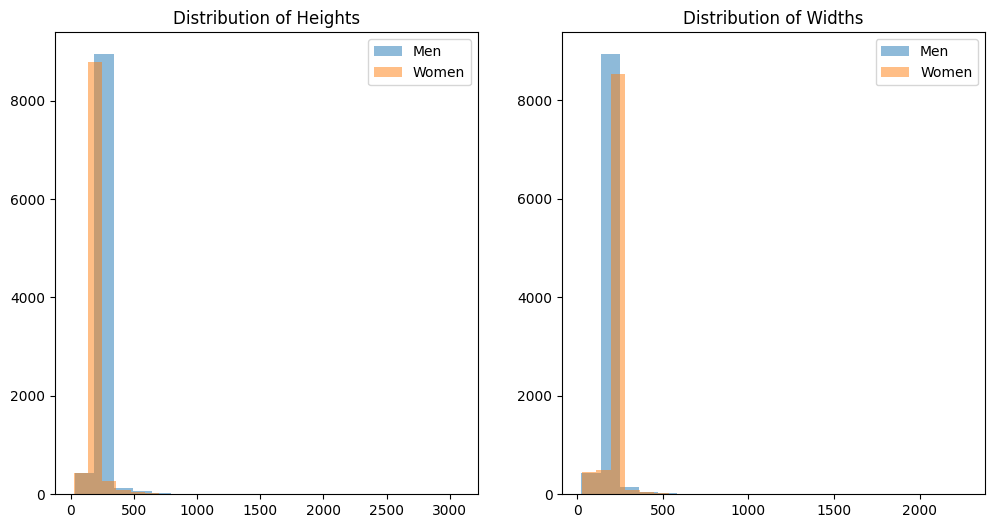 Distribution of Heights
Men
Women
8000
6000
4000
2000
0
0 500 1000 1500 2000 2500 3000
Distribution of Widths
Men
Women
8000
6000
4000
2000
0
0 500 1000 1500 2000